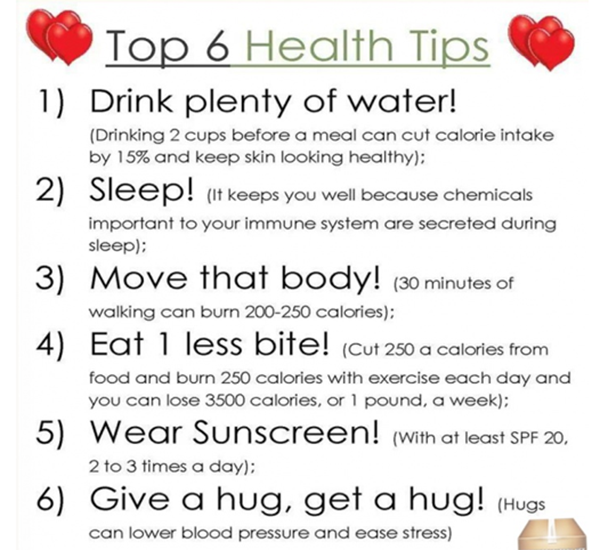 Top 6 Health Tips
1) Drink plenty of water!
(Drinking 2 cups before a meal can cut calorie intake
by 15% and keep skin looking healthy);
2) Sleep! (It keeps you well because chemicals
important to your immune system are secreted during
sleep);
3) Move that body! (30 minutes of
walking can burn 200-250 calories);
4) Eat 1 less bite! (Cut 250 a calories from
food and burn 250 calories with exercise each day and
you can lose 3500 calories, or 1 pound, a week);
5) Wear Sunscreen! (With at least SPF 20,
2 to 3 times a day);
6) Give a hug, get a hug! (Hugs
can lower blood pressure and ease stress)